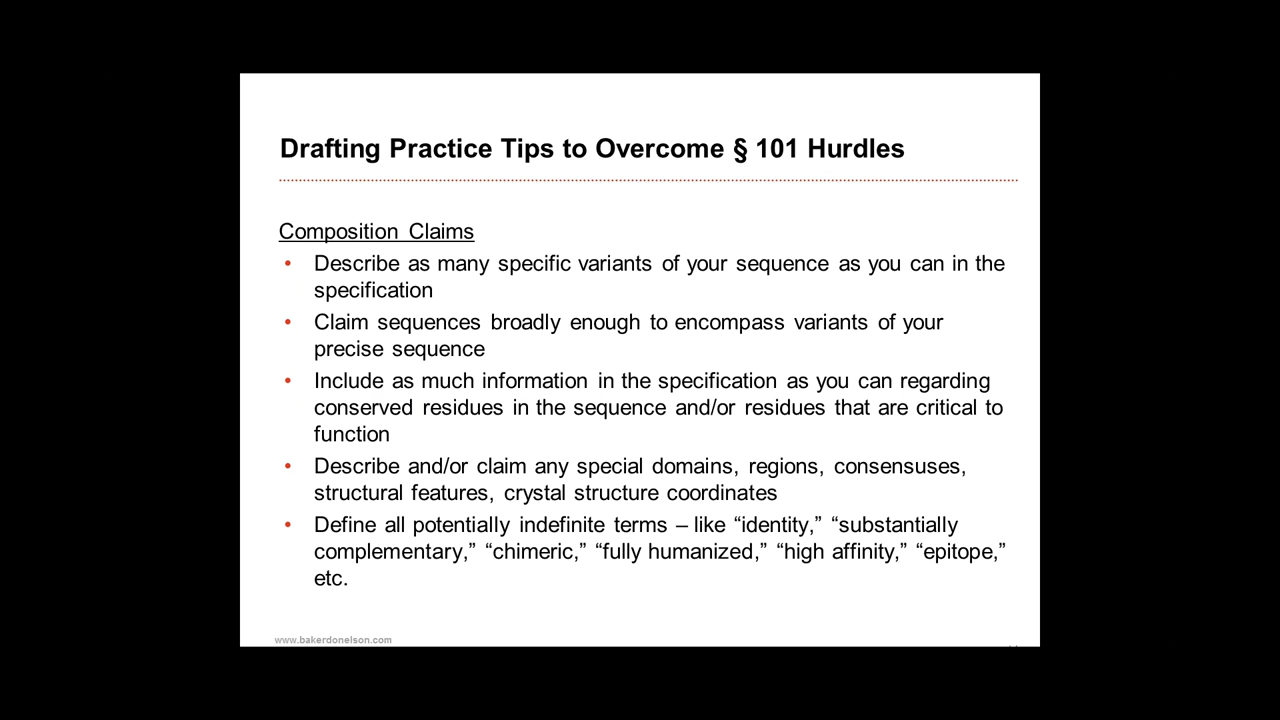 Drafting Practice Tips to Overcome § 101 Hurdles
Composition Claims
• Describe as many specific variants of your sequence as you can in the
specification
• Claim sequences broadly enough to encompass variants of your
precise sequence
• Include as much information in the specification as you can regarding
conserved residues in the sequence and/or residues that are critical to
function
• Describe and/or claim any special domains, regions, consensuses,
structural features, crystal structure coordinates
• Define all potentially indefinite terms – like “identity,” “substantially
complementary,” “chimeric,” “fully humanized,” “high affinity,” “epitope,”
etc.
www.bakerdonelson.com